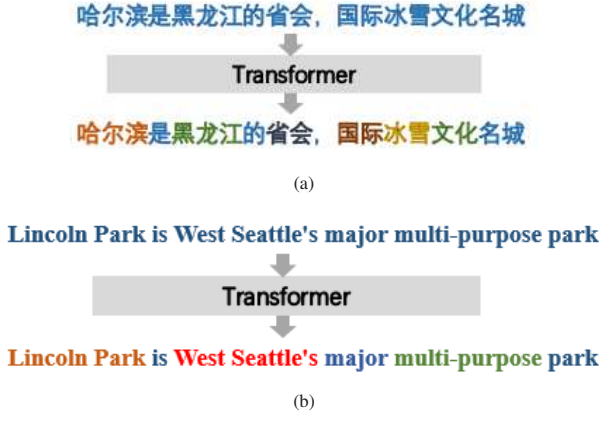 哈尔滨是黑龙江的省会，国际冰雪文化名城
Transformer
哈尔滨是黑龙江的省会，国际冰雪文化名城
(a)
Lincoln Park is West Seattle's major multi-purpose park
Transformer
Lincoln Park is West Seattle's major multi-purpose park
(b)